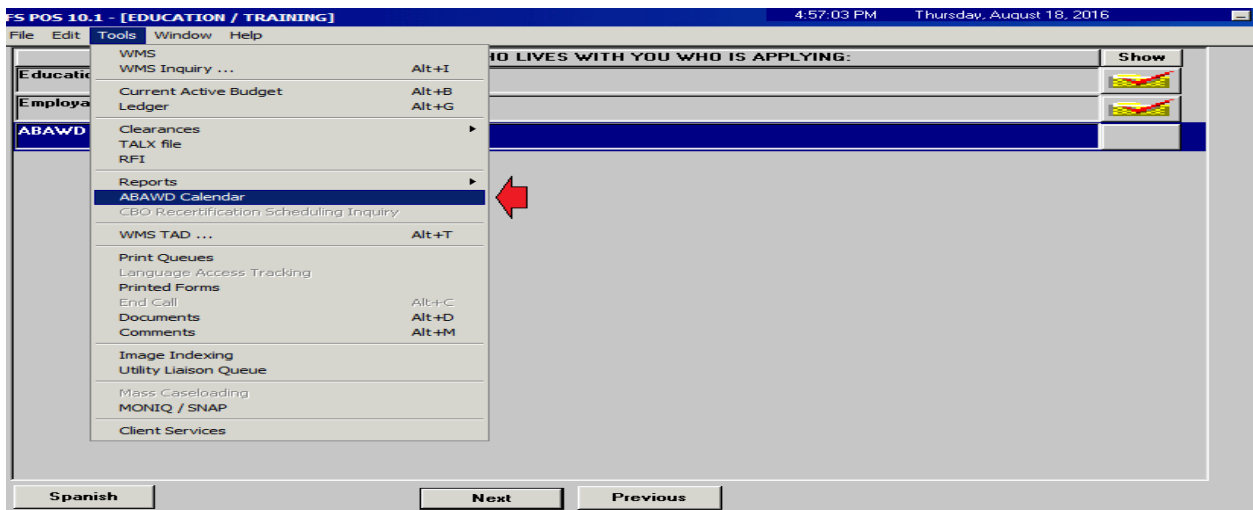 FS POS 10.1 - [EDUCATION / TRAINING] 4:57:03 PM Thursday, August 18, 2016
File Edit Tools Window Help
HO LIVES WITH YOU WHO IS APPLYING: Show
Educatio
Employa
ABAWD
WMS
WMS Inquiry ... Alt+I
Current Active Budget Alt+B
Ledger Alt+G
Clearances
TALX file
RFI
Reports
ABAWD Calendar
CBO Recertification Scheduling Inquiry
WMS TAD ... Alt+T
Print Queues
Language Access Tracking
Printed Forms
End Call Alt+C
Documents Alt+D
Comments Alt+M
Image Indexing
Utility Liaison Queue
Mass Caseloading
MONIQ / SNAP
Client Services
Spanish Next Previous